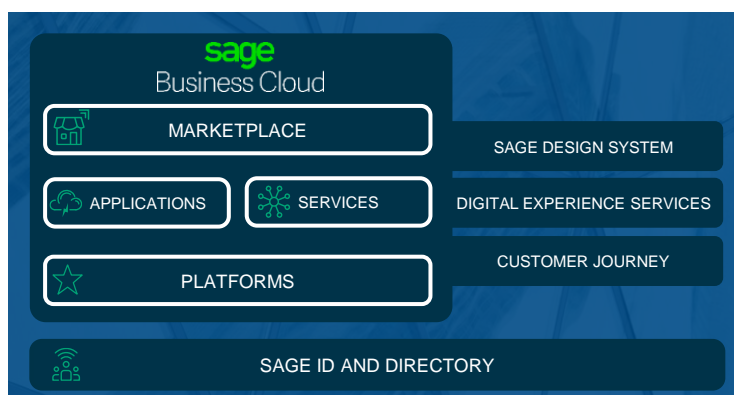 sage
Business Cloud
MARKETPLACE
APPLICATIONS
SERVICES
PLATFORMS
SAGE DESIGN SYSTEM
DIGITAL EXPERIENCE SERVICES
CUSTOMER JOURNEY
SAGE ID AND DIRECTORY